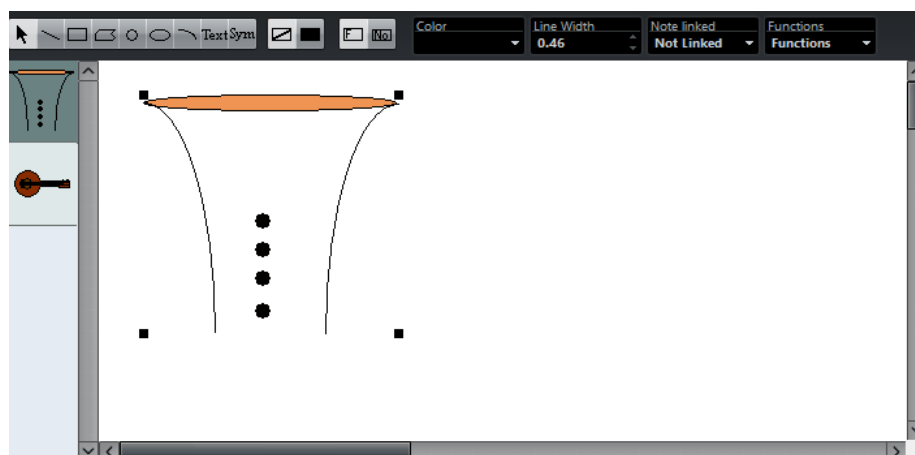 Text Sym F No
Color Line Width Note linked Functions
0.46 Not Linked Functions